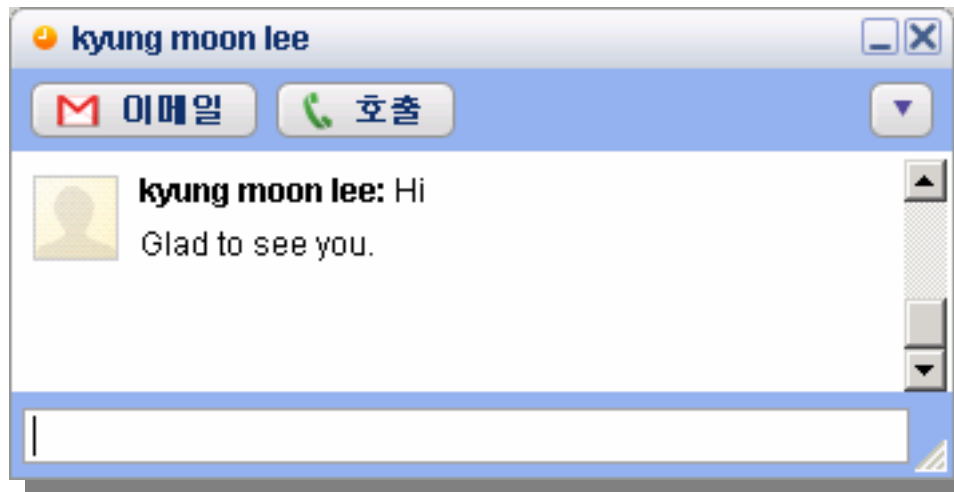 kyung moon lee
이메일 호출
kyung moon lee: Hi
Glad to see you.